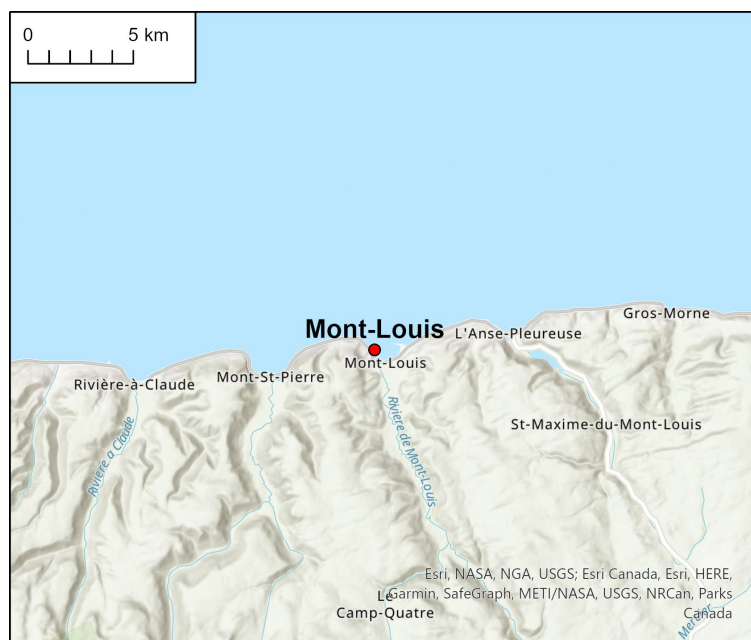 0 5 km
Mont-Louis
Gros-Morne
L'Anse-Pleureuse
Mont-Louis
Mont-St-Pierre
Rivière-à-Claude
Rivière de Mont-Louis
St-Maxime-du-Mont-Louis
Rivière a Claude
Le
Camp-Quatre
Mercier
Esri, NASA, NGA, USGS; Esri Canada, Esri, HERE,
Garmin, SafeGraph, METI/NASA, USGS, NRCan, Parks
Canada